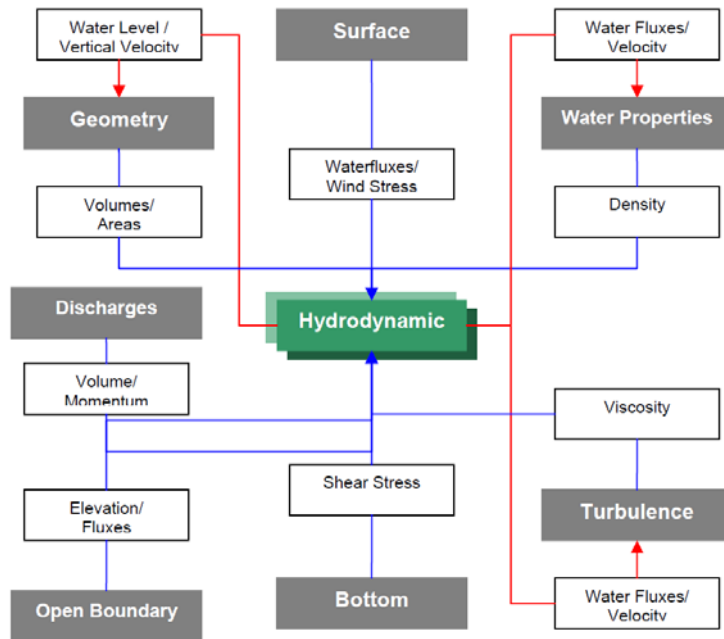 Water Level /
Vertical Velocity
Surface
Water Fluxes/
Velocity
Geometry
Water Properties
Waterfluxes/
Wind Stress
Volumes/
Areas
Density
Discharges
Hydrodynamic
Volume/
Momentum
Viscosity
Elevation/
Fluxes
Shear Stress
Turbulence
Open Boundary
Bottom
Water Fluxes/
Velocity